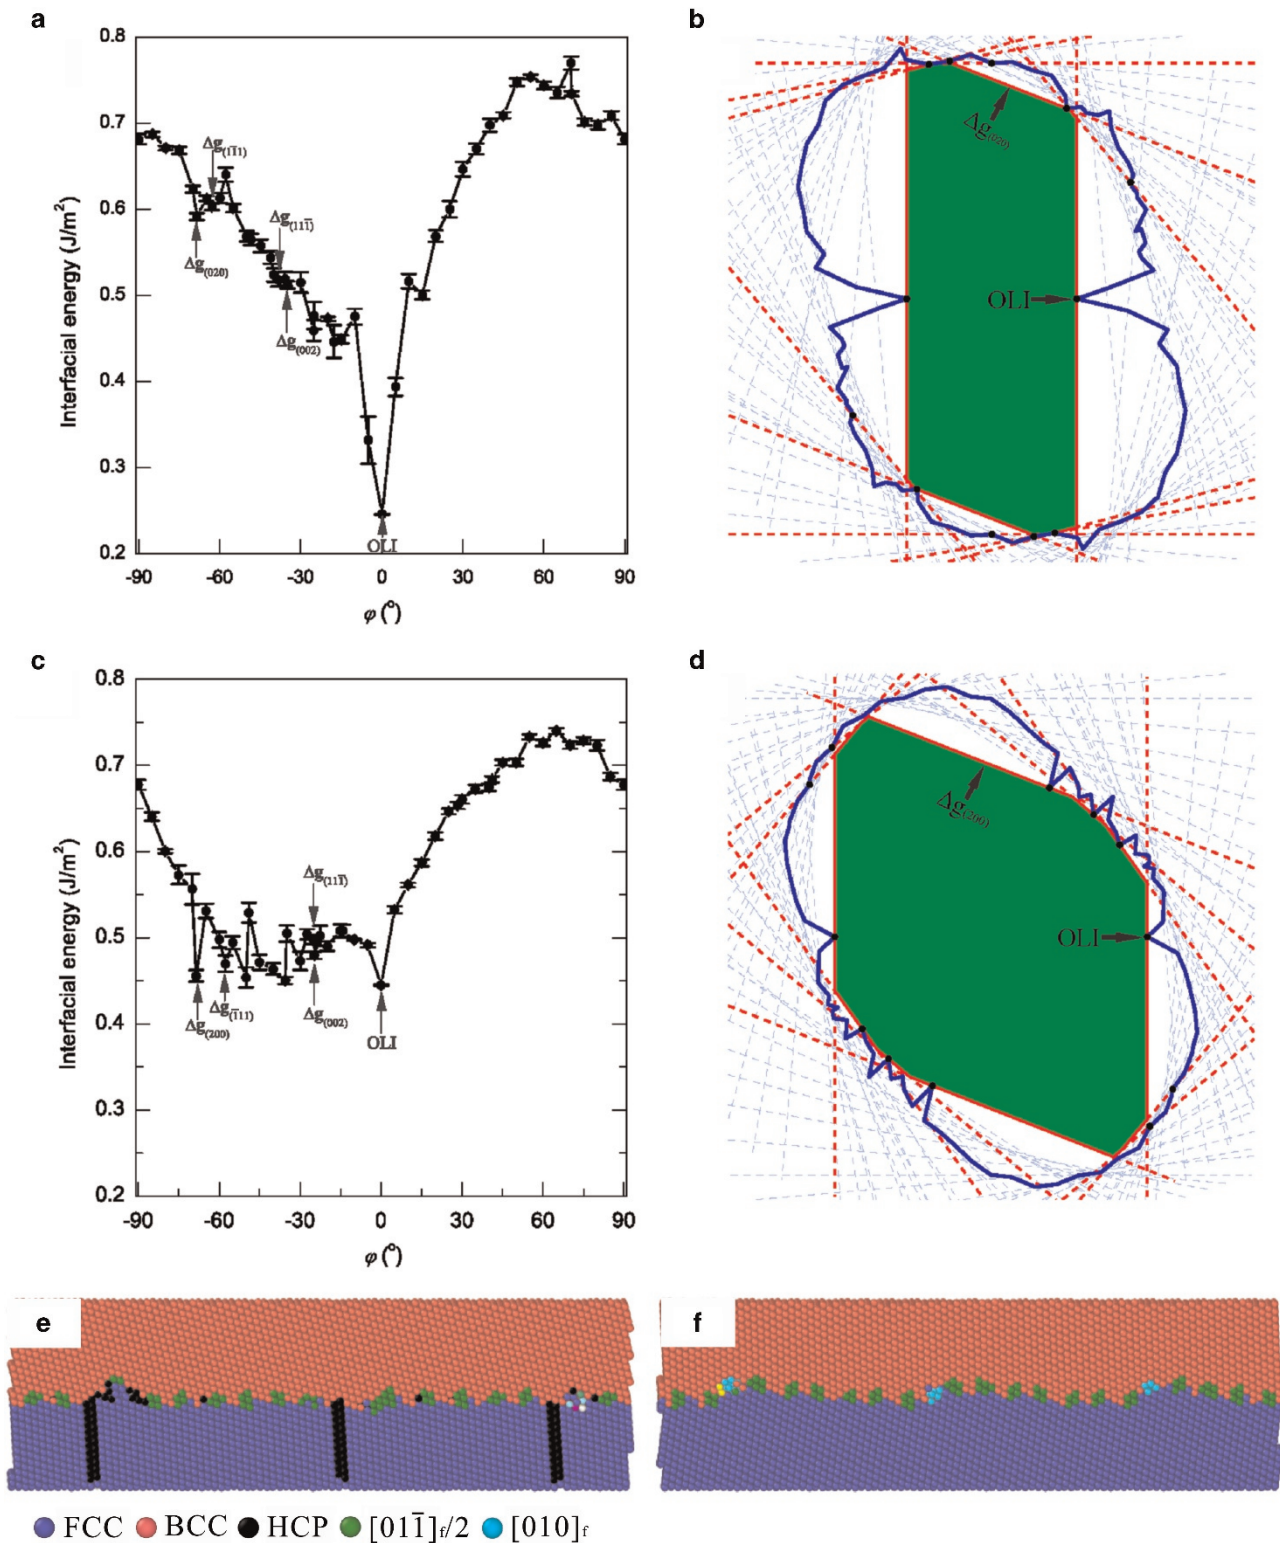 a
0.8
0.7
0.6
0.5
0.4
0.3
0.2
Interfacial energy (J/m²)
Δg(11̅1)
Δg(020)
Δg(111̅)
Δg(002)
OLI
-90 -60 -30 0 30 60 90
φ (°)
b
Δg(020)
OLI
c
0.8
0.7
0.6
0.5
0.4
0.3
0.2
Interfacial energy (J/m²)
Δg(111̅)
Δg(200)
Δg(1̅11)
Δg(002)
OLI
-90 -60 -30 0 30 60 90
φ (°)
d
Δg(200)
OLI
e
f
FCC BCC HCP [011̅]f/2 [010]f